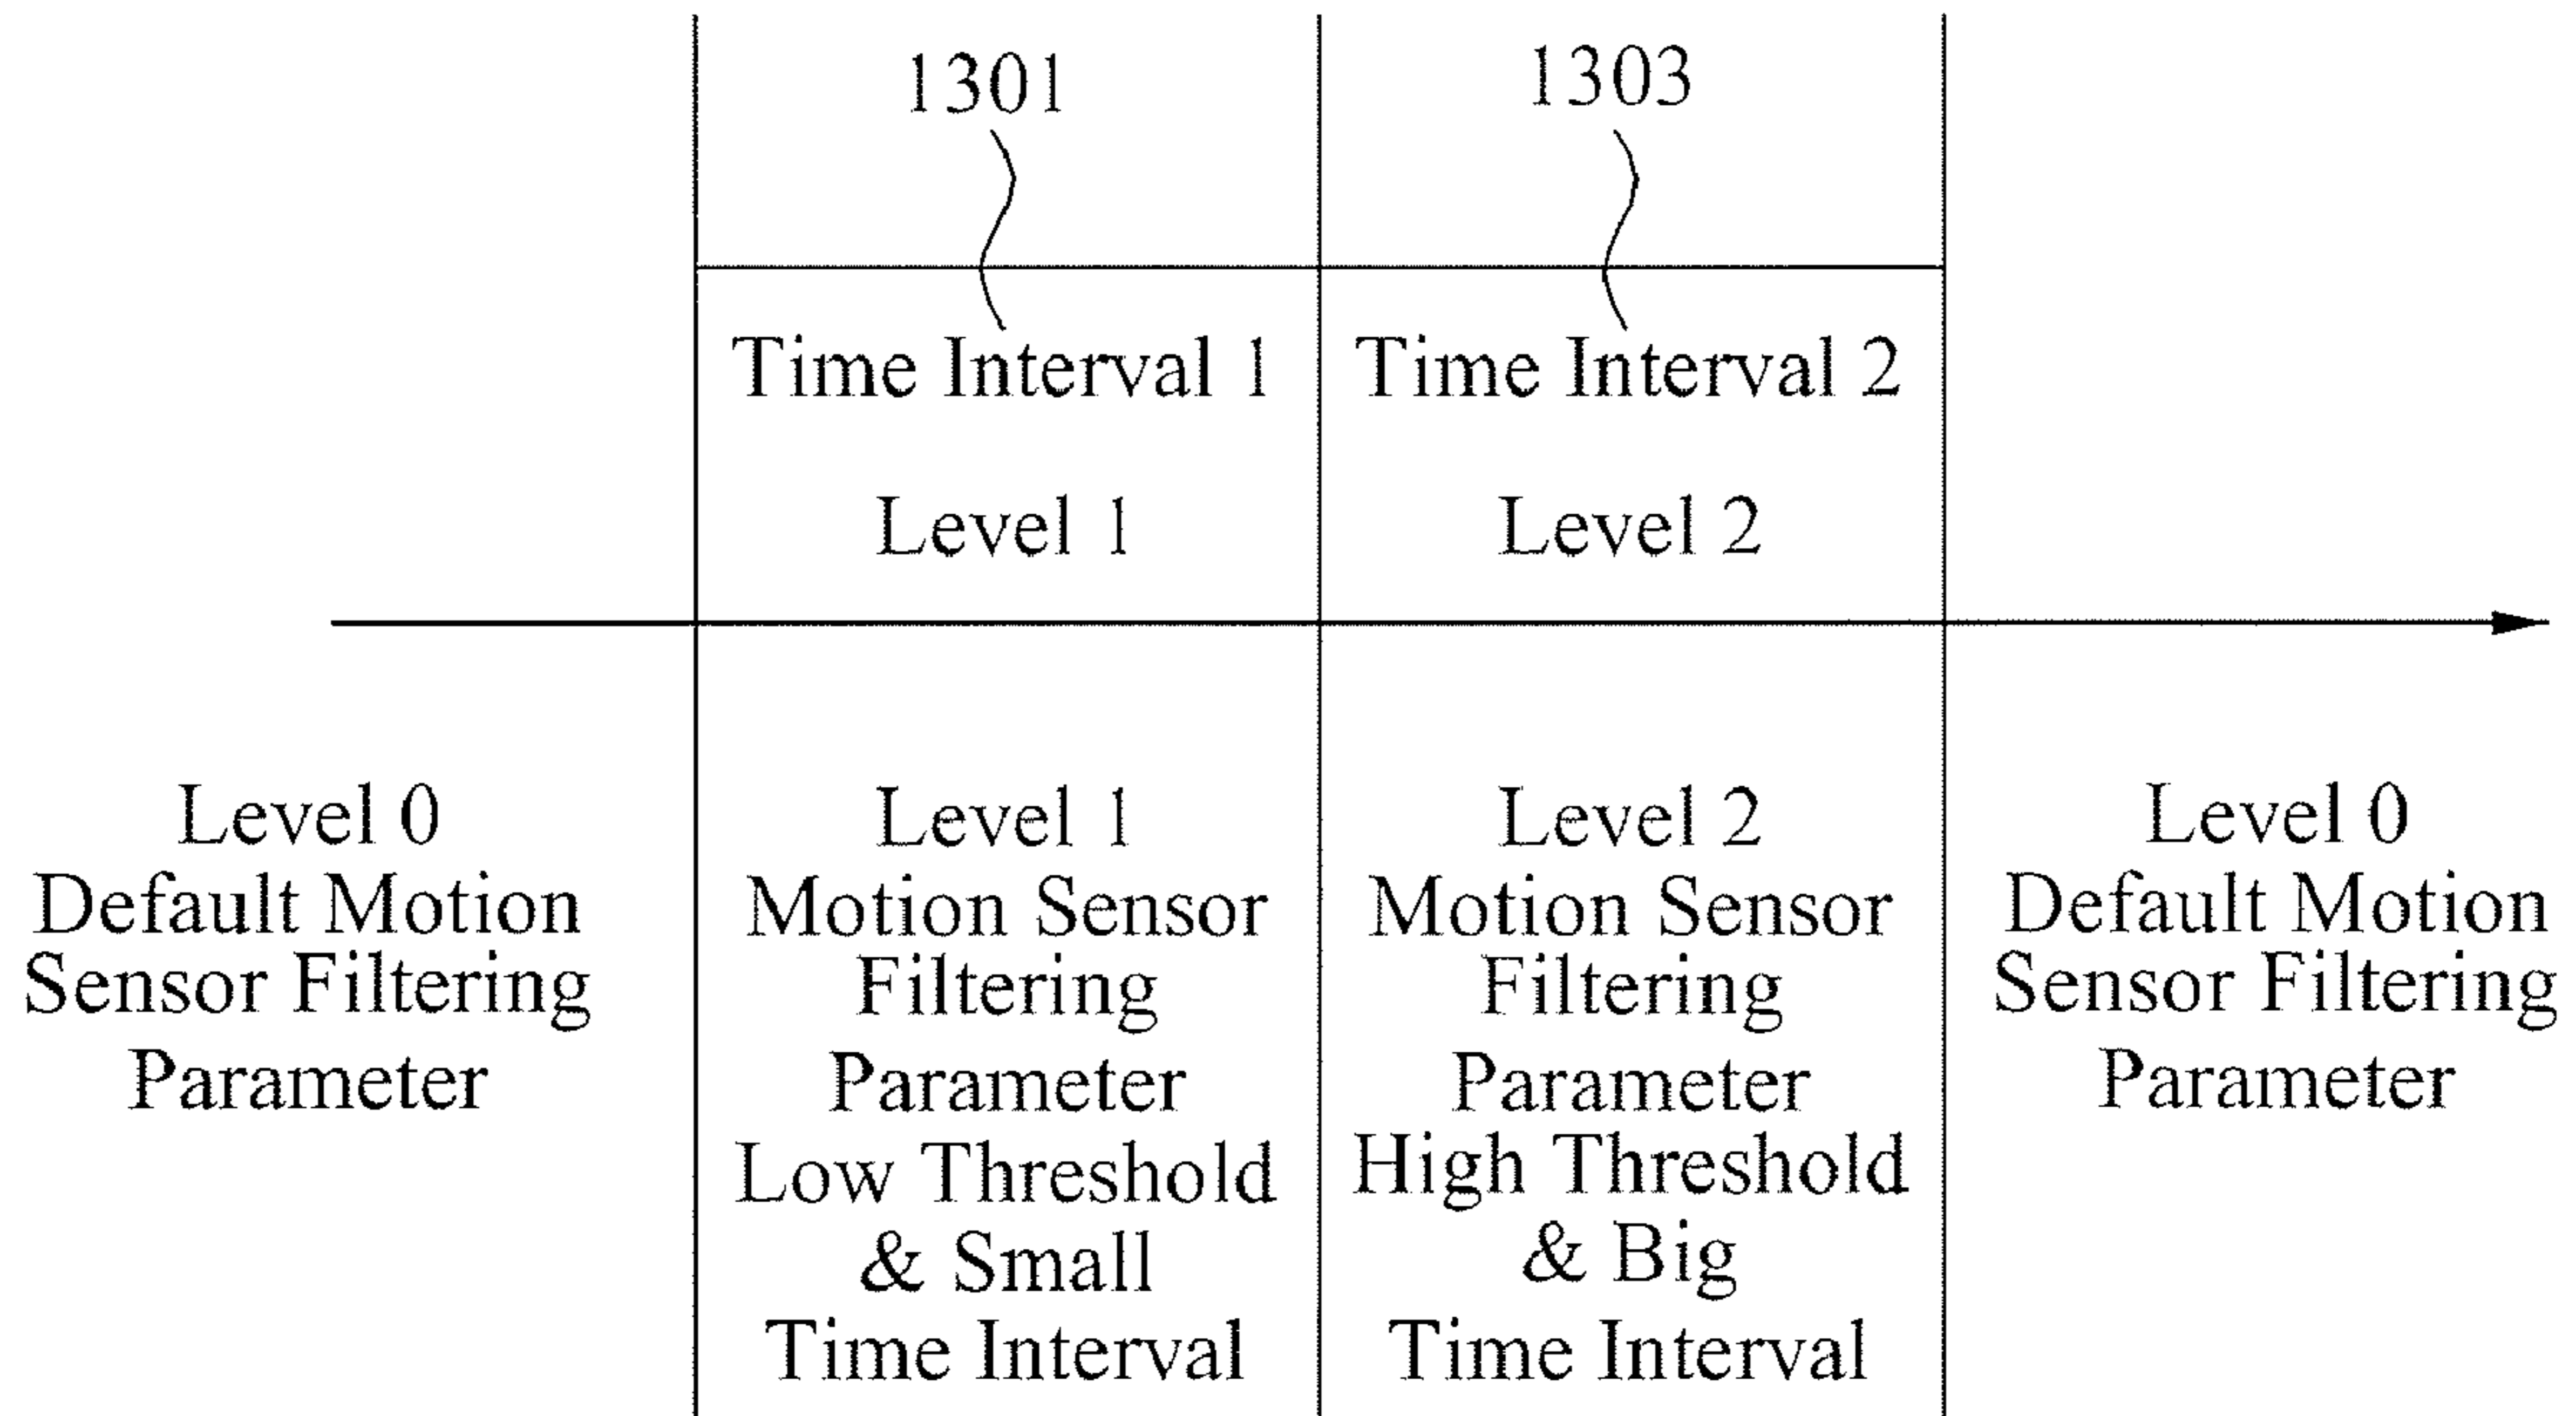 1301
1303
Time Interval 1
Time Interval 2
Level 1
Level 2
Level 0
Default Motion
Sensor Filtering
Parameter
Level 1
Motion Sensor
Filtering
Parameter
Low Threshold
& Small
Time Interval
Level 2
Motion Sensor
Filtering
Parameter
High Threshold
& Big
Time Interval
Level 0
Default Motion
Sensor Filtering
Parameter